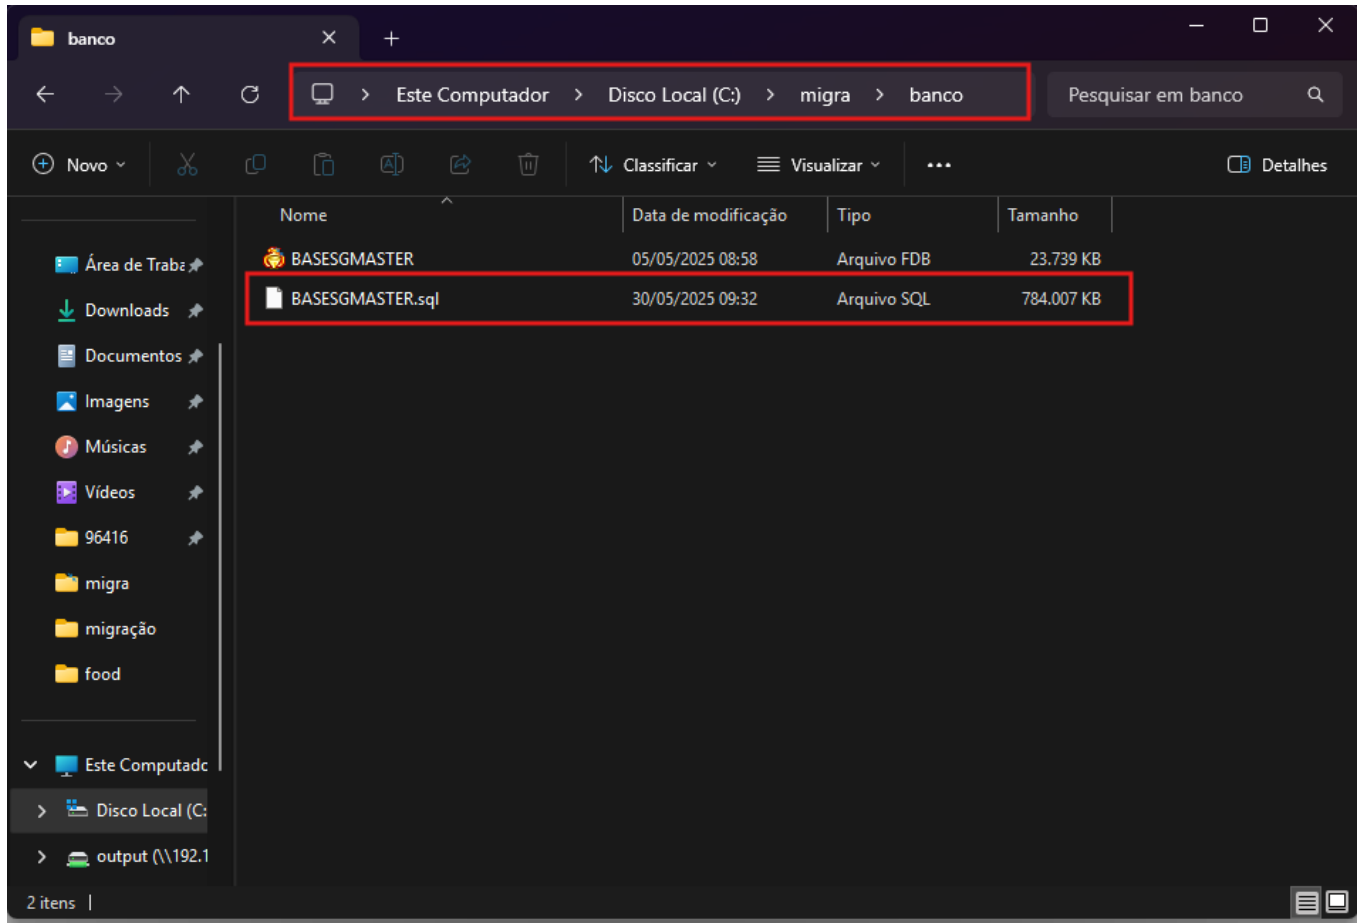 banco
Este Computador > Disco Local (C:) > migra > banco
Pesquisar em banco
Novo
Classificar
Visualizar
Detalhes
Nome
Data de modificação
Tipo
Tamanho
BASESGMASTER 05/05/2025 08:58 Arquivo FDB 23.739 KB
BASESGMASTER.sql 30/05/2025 09:32 Arquivo SQL 784.007 KB
Área de Traba
Downloads
Documentos
Imagens
Músicas
Vídeos
96416
migra
migração
food
Este Computadc
Disco Local (C:
output (\\192.1
2 itens